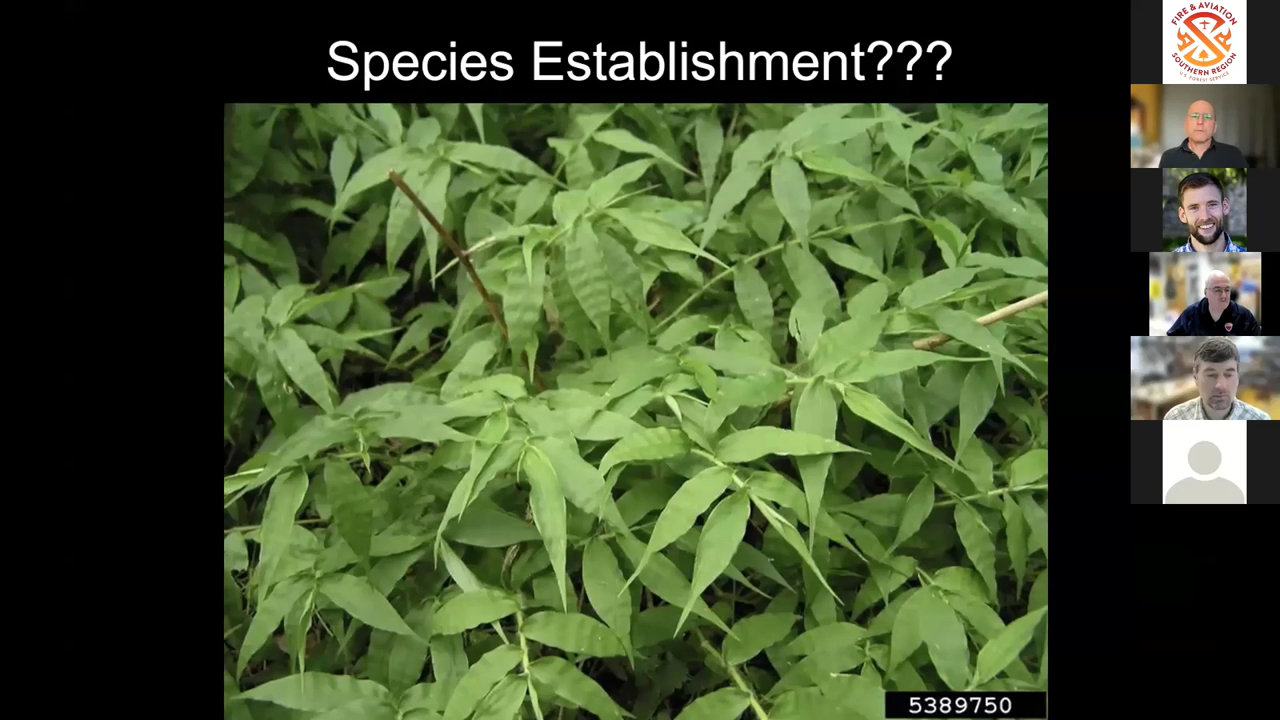 Species Establishment???
FIRE & AVIATION
SOUTHERN REGION
U.S. FOREST SERVICE
5389750